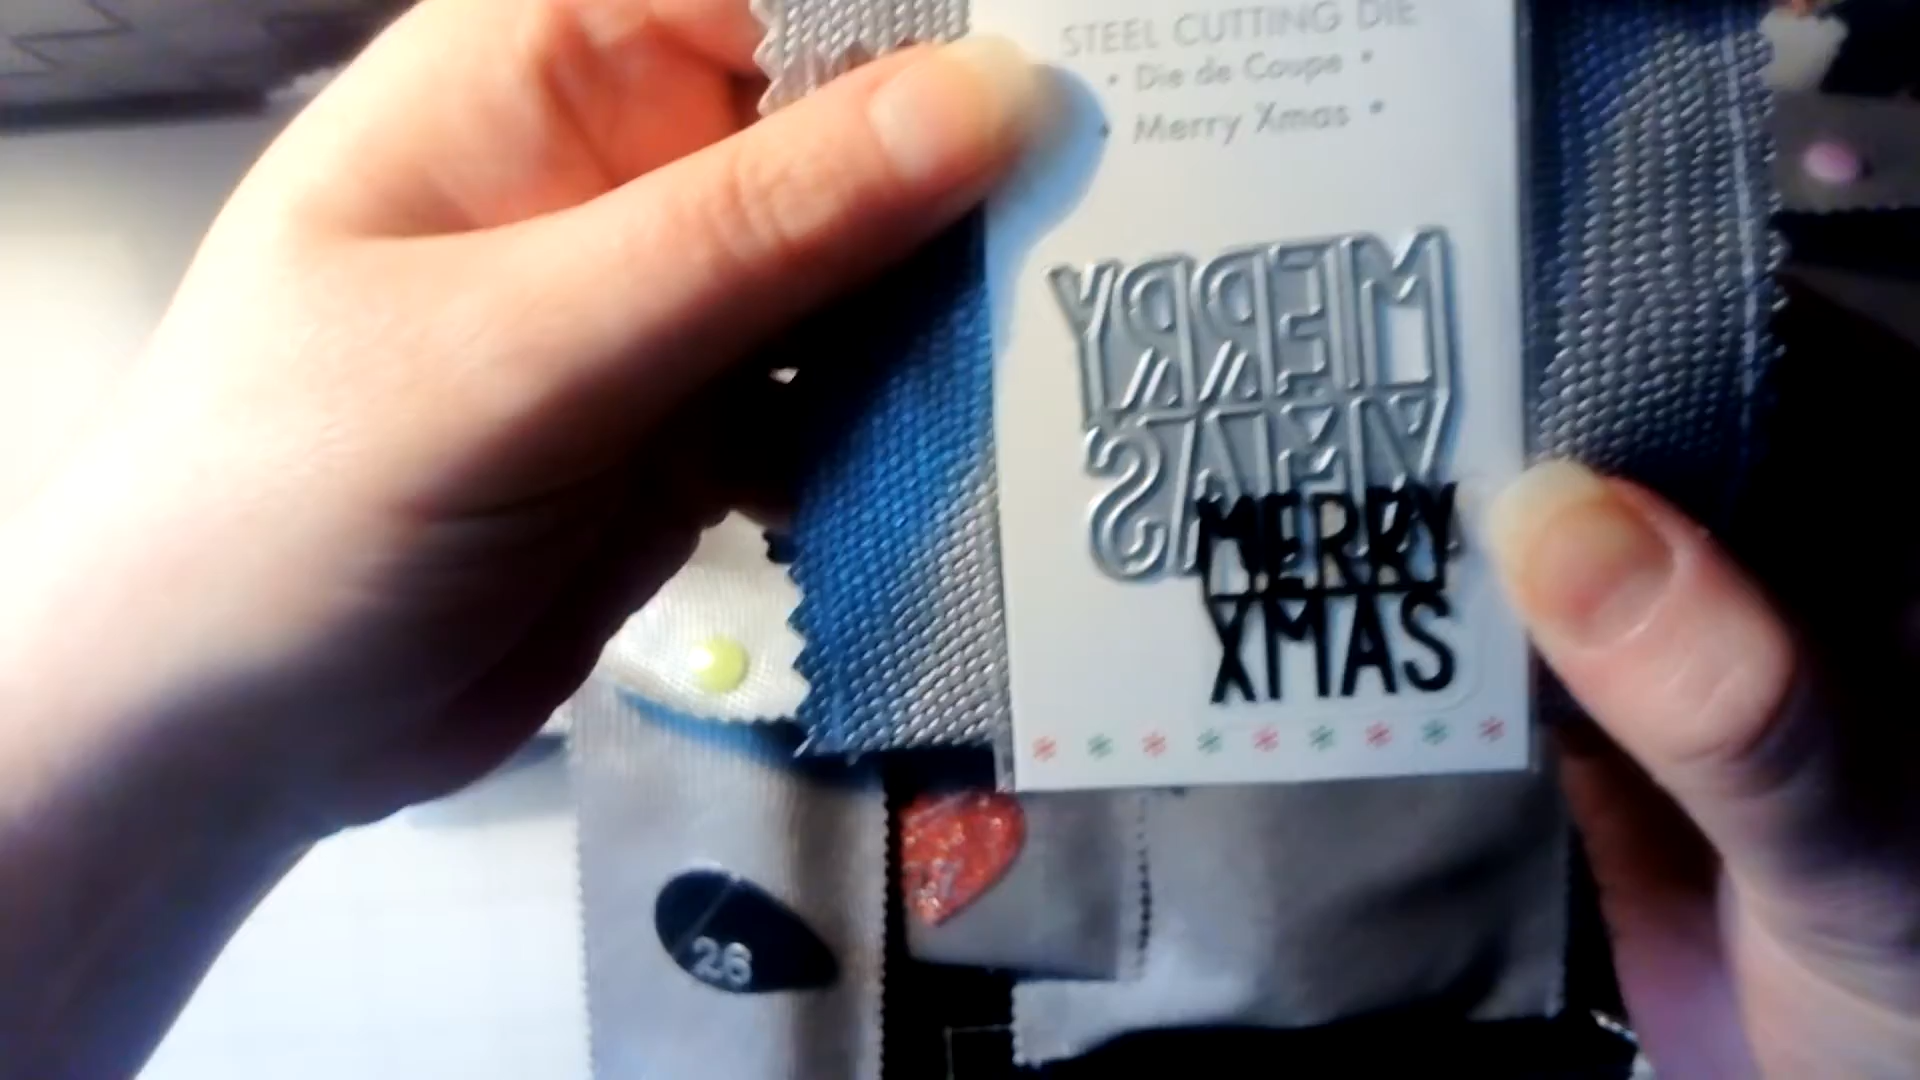 STEEL CUTTING DIE
• Die de Coupe •
• Merry Xmas •
MERRY
XMAS
MERRY
XMAS
26